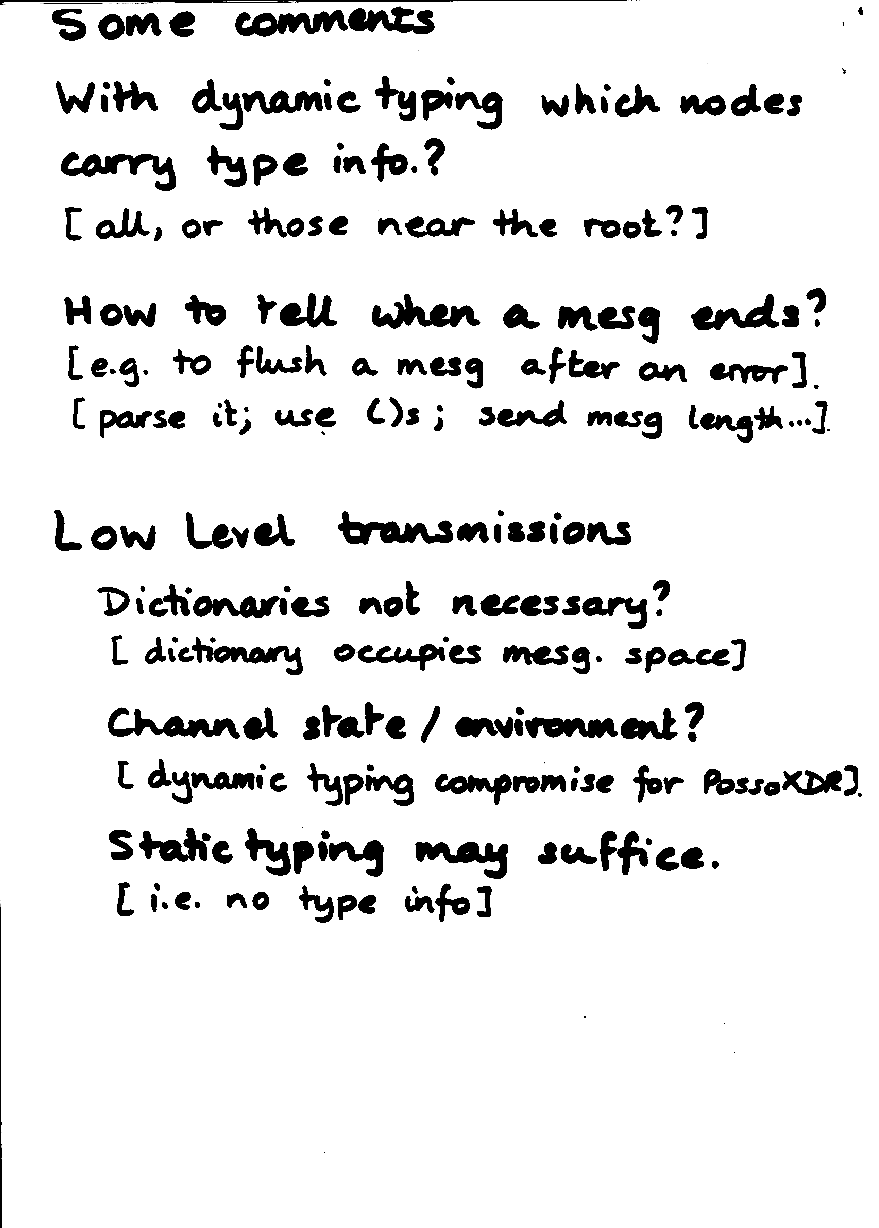 Some comments
With dynamic typing which nodes
carry type info.?
[all, or those near the root?]
How to tell when a mesg ends?
[e.g. to flush a mesg after an error].
[parse it; use ()s; send mesg length...].
Low level transmissions
Dictionaries not necessary?
[dictionary occupies mesg. space]
Channel state / environment?
[dynamic typing compromise for PossoXDR].
Static typing may suffice.
[i.e. no type info]